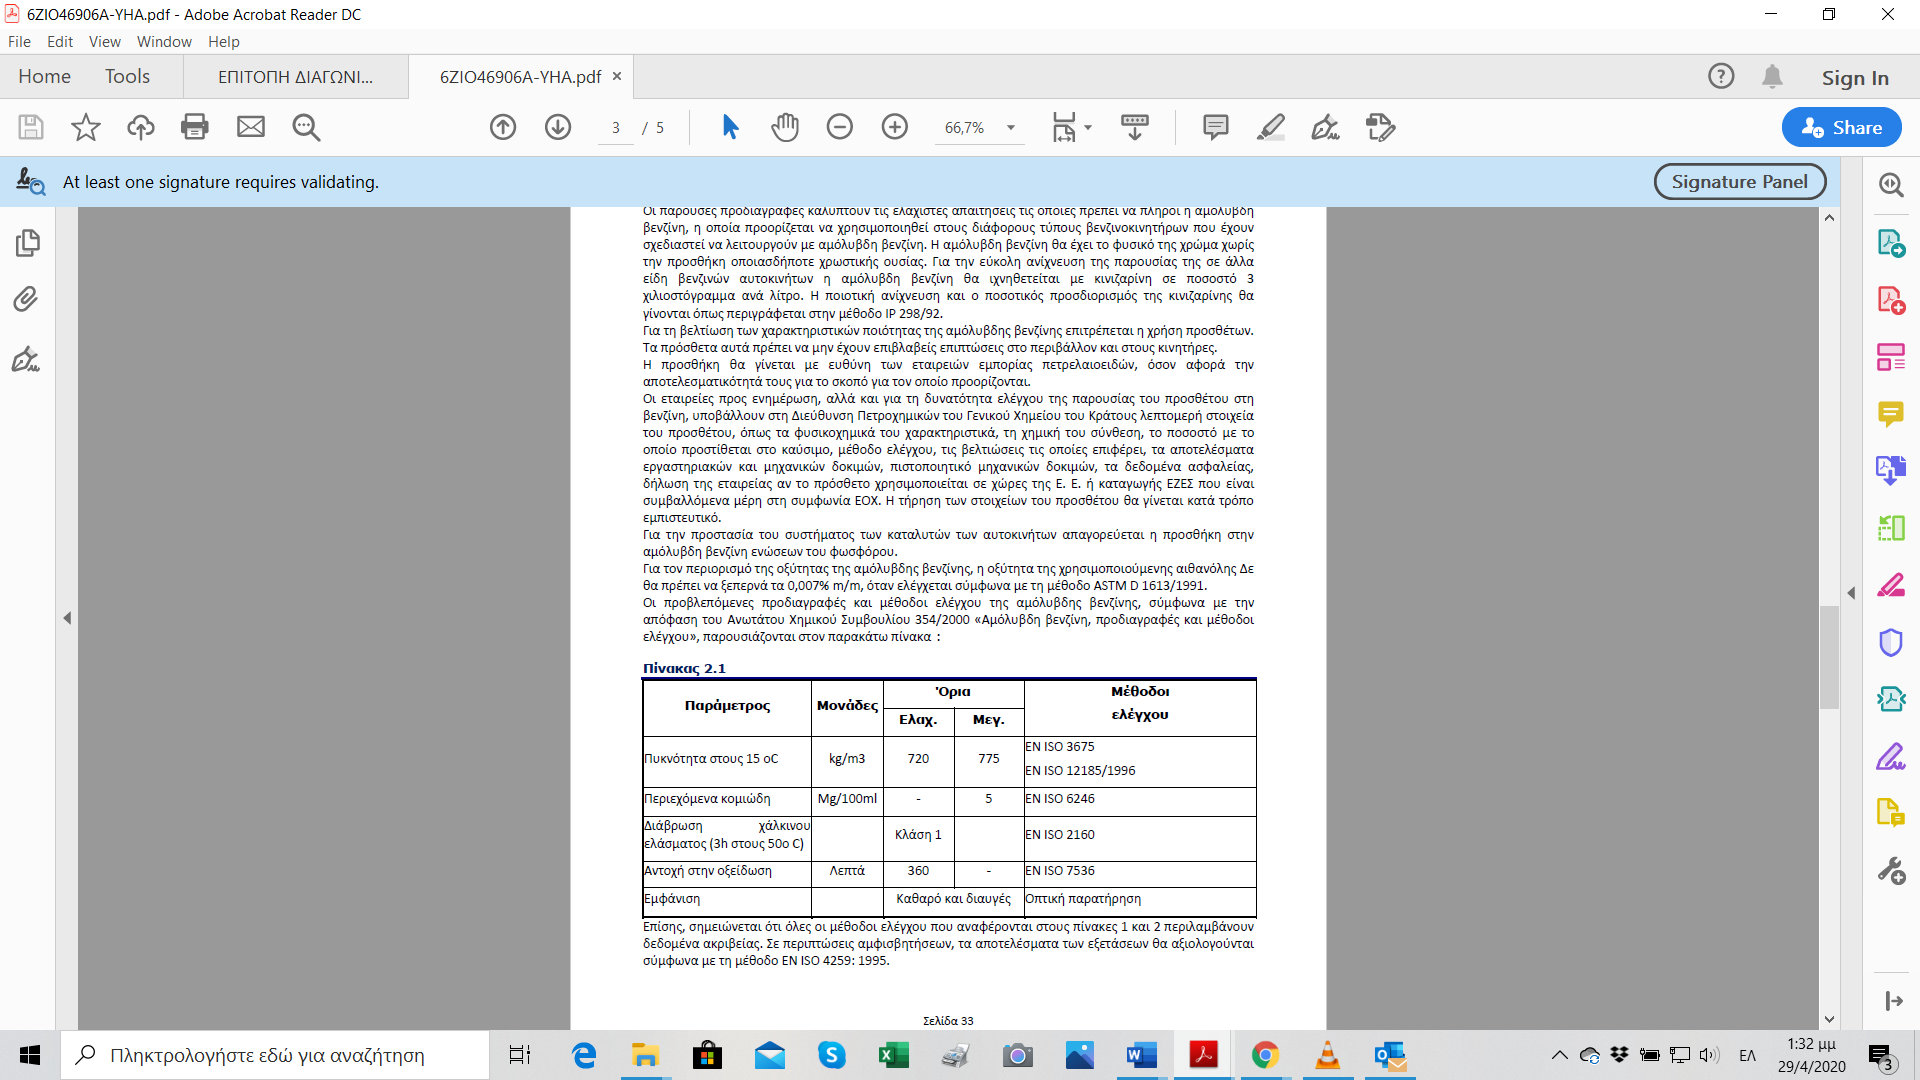 6ZIO46906A-YHA.pdf - Adobe Acrobat Reader DC
File Edit View Window Help
Home Tools ΕΠΙΤΟΠΗ ΔΙΑΓΩΝΙ... 6ZIO46906A-YHA.pdf × Sign In
3 / 5 66,7% Share
At least one signature requires validating. Signature Panel
Οι παρούσες προδιαγραφές καλύπτουν τις ελάχιστες απαιτήσεις τις οποίες πρέπει να πληροί η αμόλυβδη
βενζίνη, η οποία προορίζεται να χρησιμοποιηθεί στους διάφορους τύπους βενζινοκινητήρων που έχουν
σχεδιαστεί να λειτουργούν με αμόλυβδη βενζίνη. Η αμόλυβδη βενζίνη θα έχει το φυσικό της χρώμα χωρίς
την προσθήκη οποιασδήποτε χρωστικής ουσίας. Για την εύκολη ανίχνευση της παρουσίας της σε άλλα
είδη βενζινών αυτοκινήτων η αμόλυβδη βενζίνη θα ιχνηθετείται με κινιζαρίνη σε ποσοστό 3
χιλιοστόγραμμα ανά λίτρο. Η ποιοτική ανίχνευση και ο ποσοτικός προσδιορισμός της κινιζαρίνης θα
γίνονται όπως περιγράφεται στην μέθοδο IP 298/92.
Για τη βελτίωση των χαρακτηριστικών ποιότητας της αμόλυβδης βενζίνης επιτρέπεται η χρήση προσθέτων.
Τα πρόσθετα αυτά πρέπει να μην έχουν επιβλαβείς επιπτώσεις στο περιβάλλον και στους κινητήρες.
Η προσθήκη θα γίνεται με ευθύνη των εταιρειών εμπορίας πετρελαιοειδών, όσον αφορά την
αποτελεσματικότητά τους για το σκοπό για τον οποίο προορίζονται.
Οι εταιρείες προς ενημέρωση, αλλά και για τη δυνατότητα ελέγχου της παρουσίας του προσθέτου στη
βενζίνη, υποβάλλουν στη Διεύθυνση Πετροχημικών του Γενικού Χημείου του Κράτους λεπτομερή στοιχεία
του προσθέτου, όπως τα φυσικοχημικά του χαρακτηριστικά, τη χημική του σύνθεση, το ποσοστό με το
οποίο προστίθεται στο καύσιμο, μέθοδο ελέγχου, τις βελτιώσεις τις οποίες επιφέρει, τα αποτελέσματα
εργαστηριακών και μηχανικών δοκιμών, πιστοποιητικό μηχανικών δοκιμών, τα δεδομένα ασφαλείας,
δήλωση της εταιρείας αν το πρόσθετο χρησιμοποιείται σε χώρες της Ε. Ε. ή καταγωγής ΕΖΕΣ που είναι
συμβαλλόμενα μέρη στη συμφωνία ΕΟΧ. Η τήρηση των στοιχείων του προσθέτου θα γίνεται κατά τρόπο
εμπιστευτικό.
Για την προστασία του συστήματος των καταλυτών των αυτοκινήτων απαγορεύεται η προσθήκη στην
αμόλυβδη βενζίνη ενώσεων του φωσφόρου.
Για τον περιορισμό της οξύτητας της αμόλυβδης βενζίνης, η οξύτητα της χρησιμοποιούμενης αιθανόλης Δε
θα πρέπει να ξεπερνά τα 0,007% m/m, όταν ελέγχεται σύμφωνα με τη μέθοδο ASTM D 1613/1991.
Οι προβλεπόμενες προδιαγραφές και μέθοδοι ελέγχου της αμόλυβδης βενζίνης, σύμφωνα με την
απόφαση του Ανωτάτου Χημικού Συμβουλίου 354/2000 «Αμόλυβδη βενζίνη, προδιαγραφές και μέθοδοι
ελέγχου», παρουσιάζονται στον παρακάτω πίνακα :
Πίνακας 2.1
Παράμετρος Μονάδες Όρια Μέθοδοι ελέγχου
Ελαχ. Μεγ.
Πυκνότητα στους 15 οC kg/m3 720 775 EN ISO 3675
EN ISO 12185/1996
Περιεχόμενα κομιώδη Mg/100ml - 5 EN ISO 6246
Διάβρωση χάλκινου
ελάσματος (3h στους 50ο C) Κλάση 1 EN ISO 2160
Αντοχή στην οξείδωση Λεπτά 360 - EN ISO 7536
Εμφάνιση Καθαρό και διαυγές Οπτική παρατήρηση
Επίσης, σημειώνεται ότι όλες οι μέθοδοι ελέγχου που αναφέρονται στους πίνακες 1 και 2 περιλαμβάνουν
δεδομένα ακριβείας. Σε περιπτώσεις αμφισβητήσεων, τα αποτελέσματα των εξετάσεων θα αξιολογούνται
σύμφωνα με τη μέθοδο EN ISO 4259: 1995.
Σελίδα 33
Πληκτρολογήστε εδώ για αναζήτηση ΕΛ 1:32 μμ
29/4/2020 3